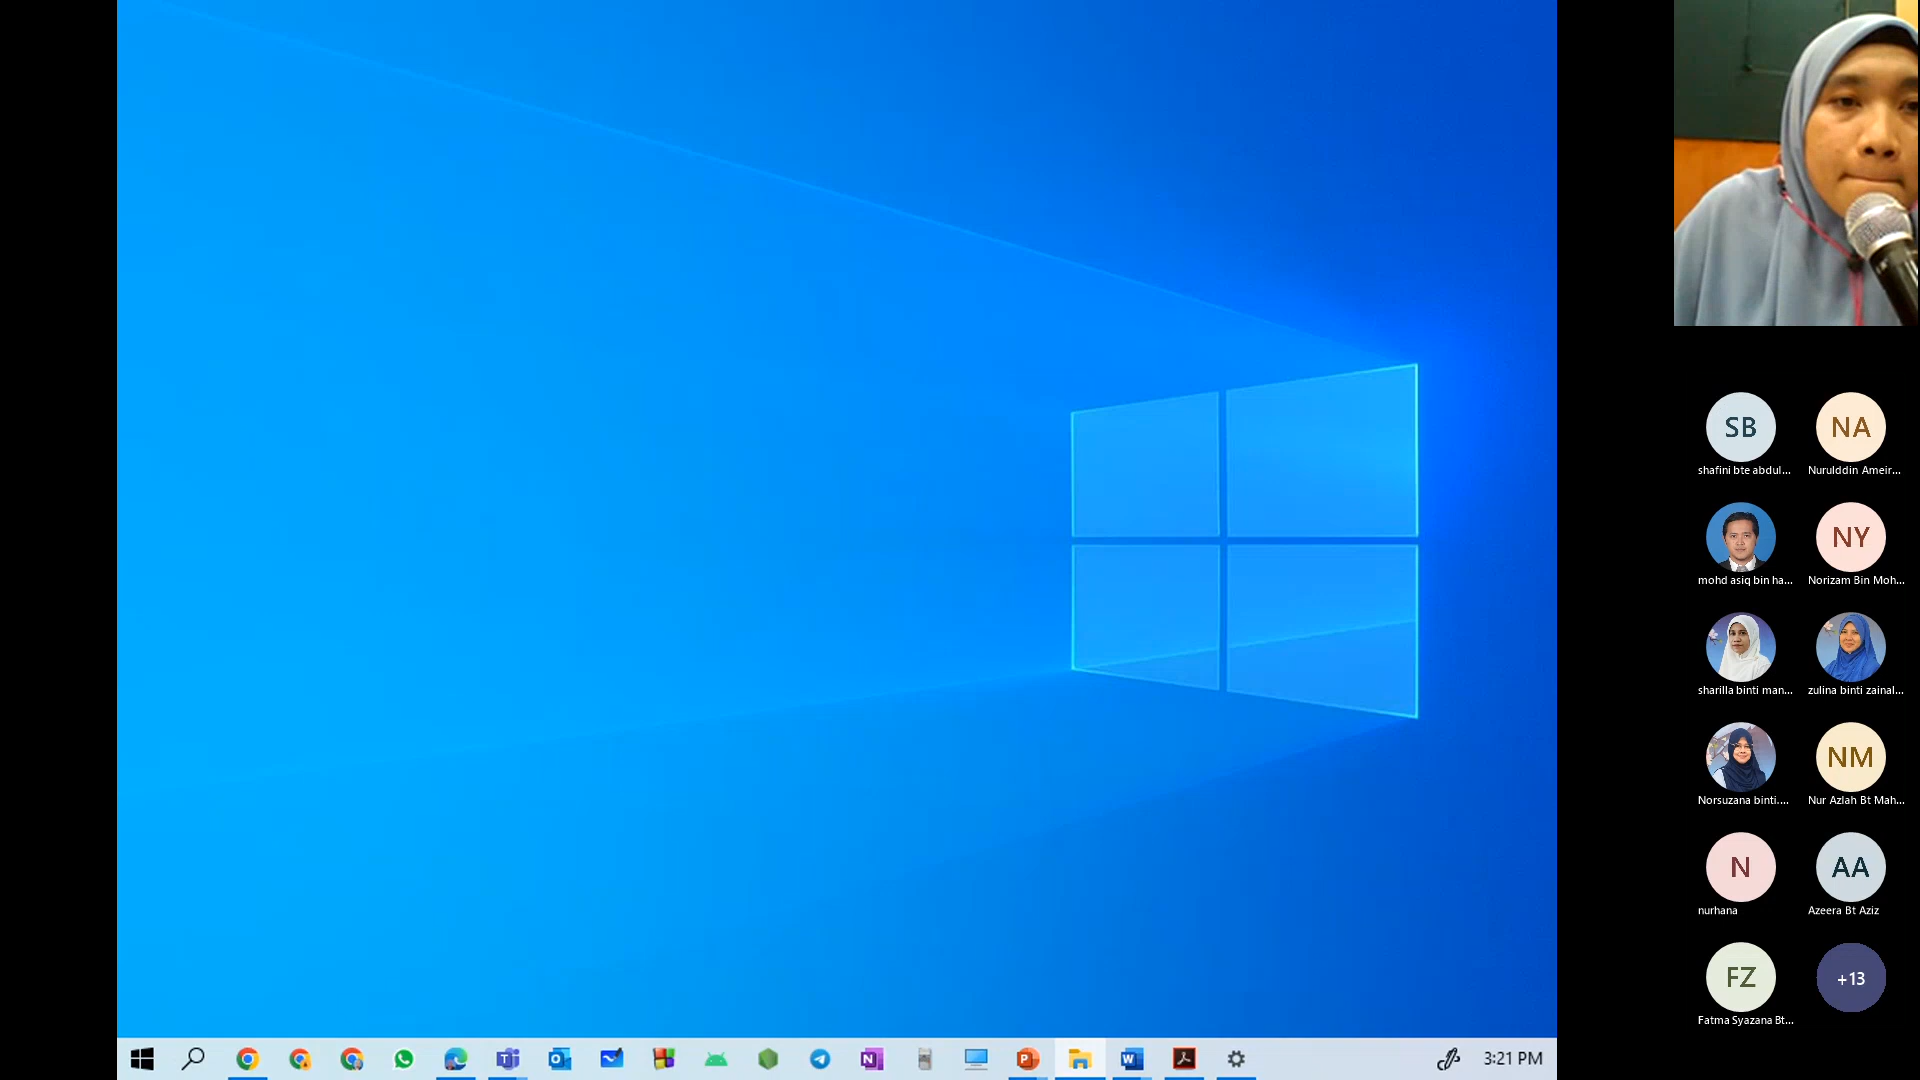 SB
NA
shafini bte abdul...
Nurulddin Ameir...
NY
mohd asiq bin ha...
Norizam Bin Moh...
sharilla binti man...
zulina binti zainal...
NM
Norsuzana binti....
Nur Azlah Bt Mah...
N
AA
nurhana
Azeera Bt Aziz
FZ
+13
Fatma Syazana Bt...
3:21 PM